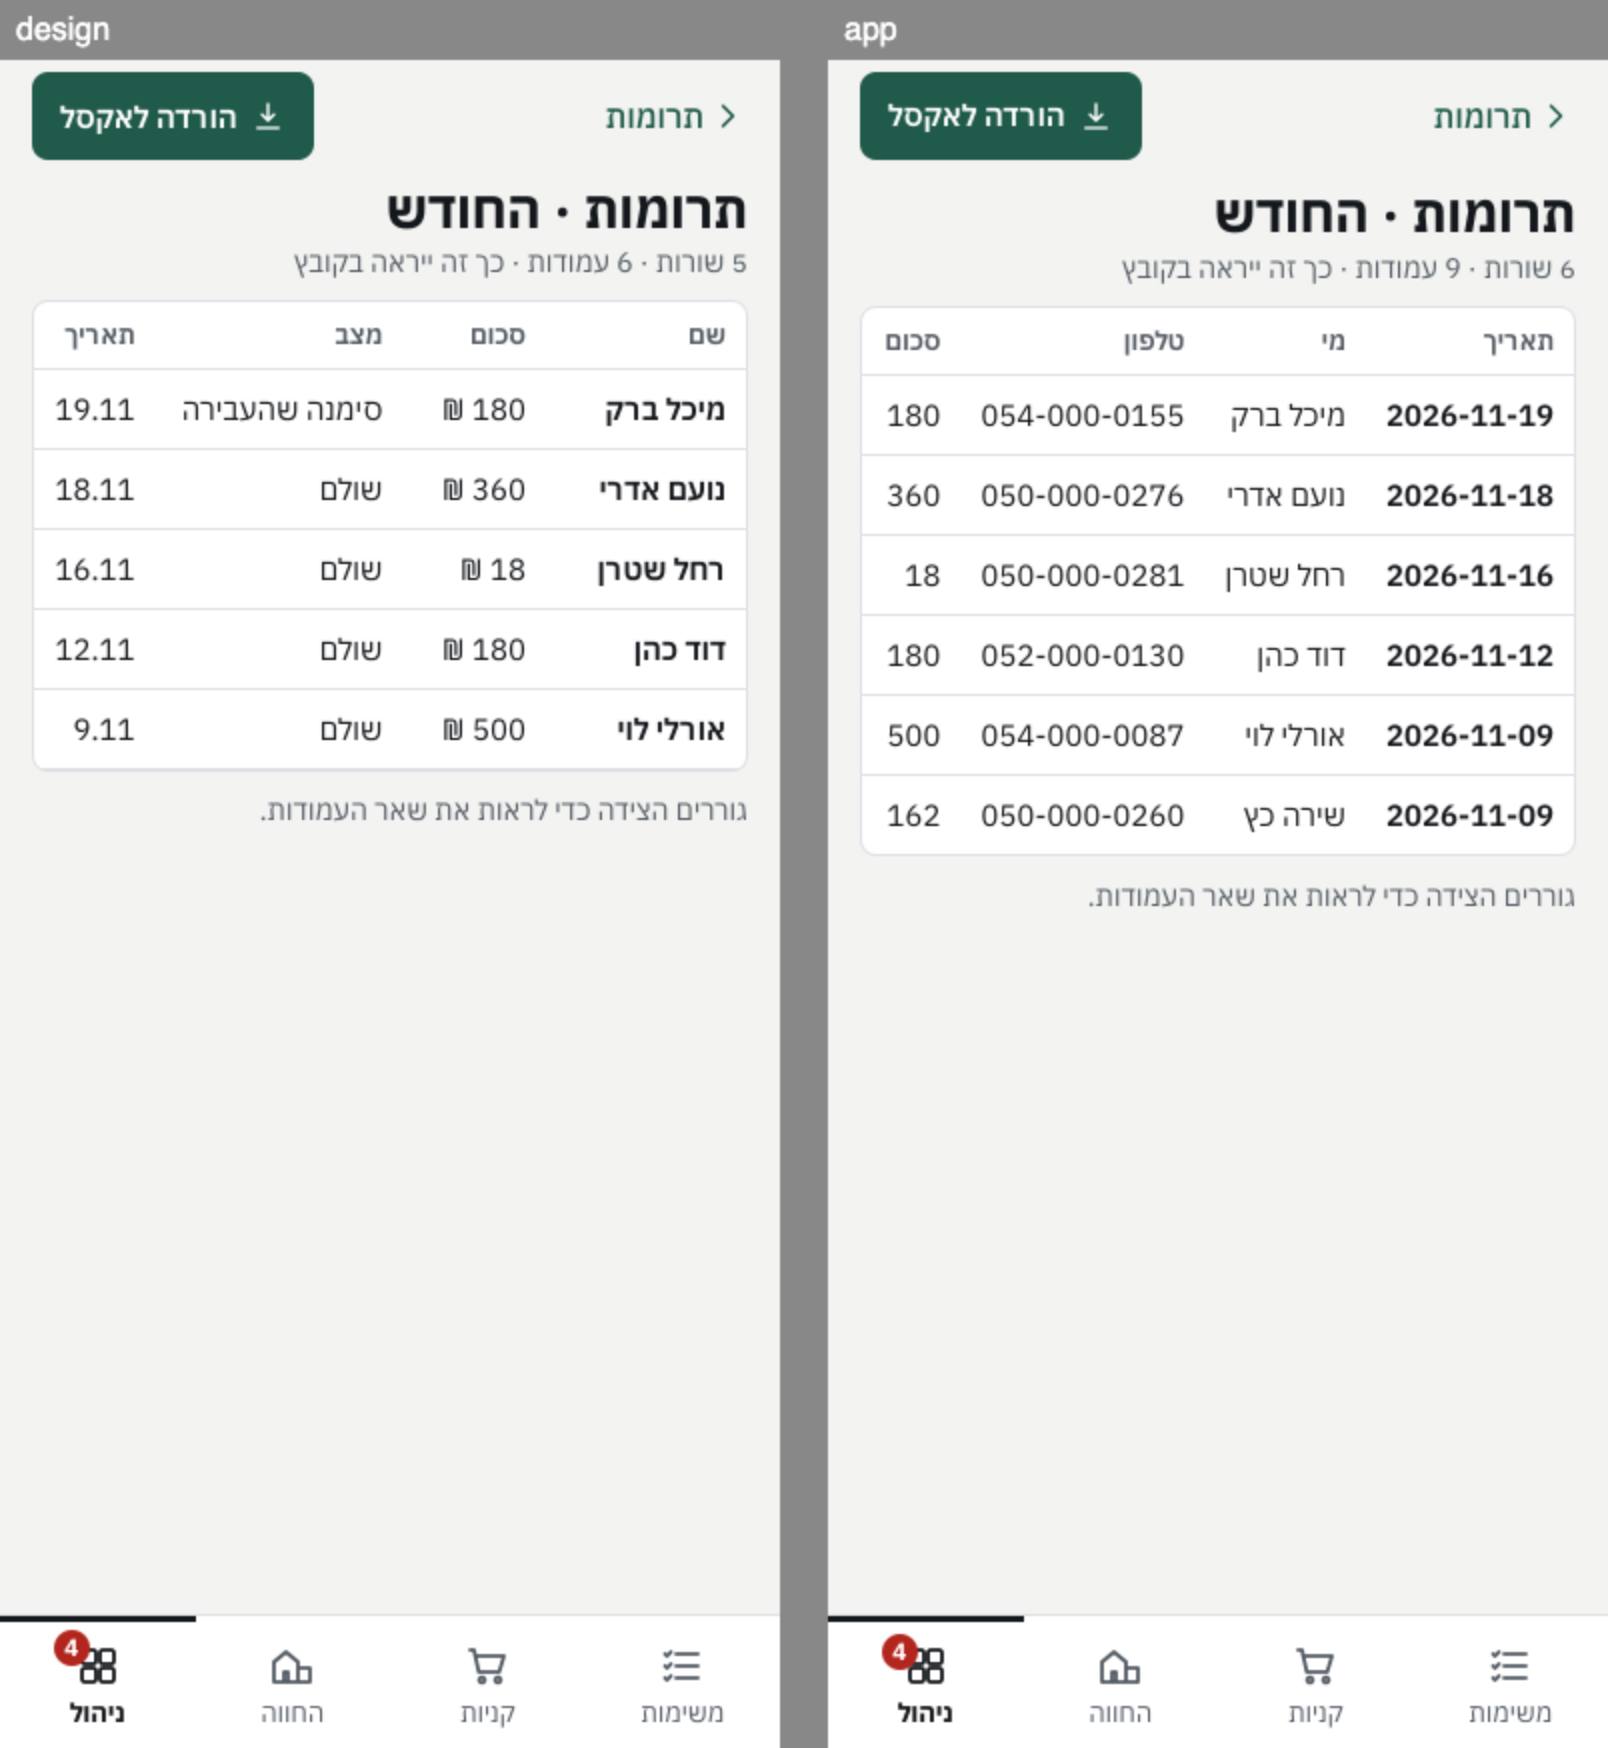 design
תרומות
הורדה לאקסל
תרומות · החודש
5 שורות · 6 עמודות · כך זה ייראה בקובץ
שם סכום מצב תאריך
מיכל ברק 180 ₪ סימנה שהעבירה 19.11
נועם אדרי 360 ₪ שולם 18.11
רחל שטרן 18 ₪ שולם 16.11
דוד כהן 180 ₪ שולם 12.11
אורלי לוי 500 ₪ שולם 9.11
גוררים הצידה כדי לראות את שאר העמודות.
משימות קניות החווה ניהול 4
app
תרומות
הורדה לאקסל
תרומות · החודש
6 שורות · 9 עמודות · כך זה ייראה בקובץ
תאריך מי טלפון סכום
2026-11-19 מיכל ברק 054-000-0155 180
2026-11-18 נועם אדרי 050-000-0276 360
2026-11-16 רחל שטרן 050-000-0281 18
2026-11-12 דוד כהן 052-000-0130 180
2026-11-09 אורלי לוי 054-000-0087 500
2026-11-09 שירה כץ 050-000-0260 162
גוררים הצידה כדי לראות את שאר העמודות.
משימות קניות החווה ניהול 4